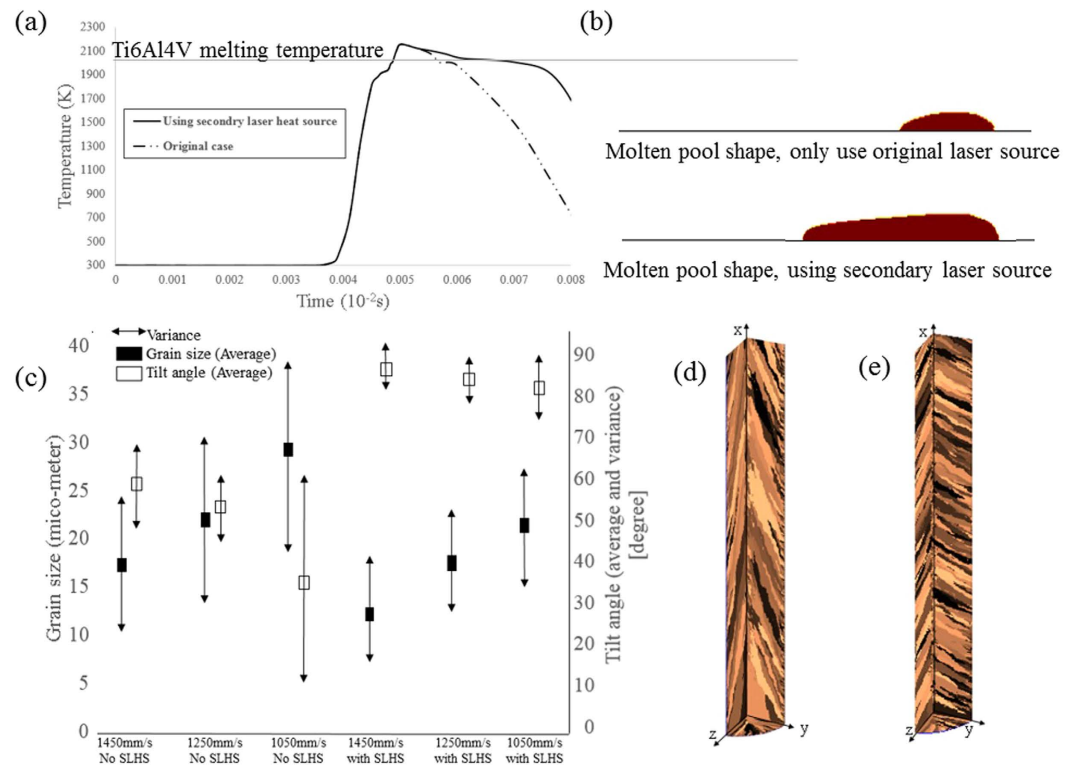 (a)
2300
2100
1900
1700
1500
1300
1100
900
700
500
300
Temperature (K)
Ti6Al4V melting temperature
Using secondry laser heat source
Original case
0 0.001 0.002 0.003 0.004 0.005 0.006 0.007 0.008
Time (10⁻²s)
(b)
Molten pool shape, only use original laser source
Molten pool shape, using secondary laser source
(c)
Variance
Grain size (Average)
Tilt angle (Average)
40
35
30
25
20
15
10
5
0
Grain size (mico-meter)
90
80
70
60
50
40
30
20
10
0
Tilt angle (average and variance)
[degree]
1450mm/s
No SLHS
1250mm/s
No SLHS
1050mm/s
No SLHS
1450mm/s
with SLHS
1250mm/s
with SLHS
1050mm/s
with SLHS
(d)
x
z
y
(e)
x
z
y